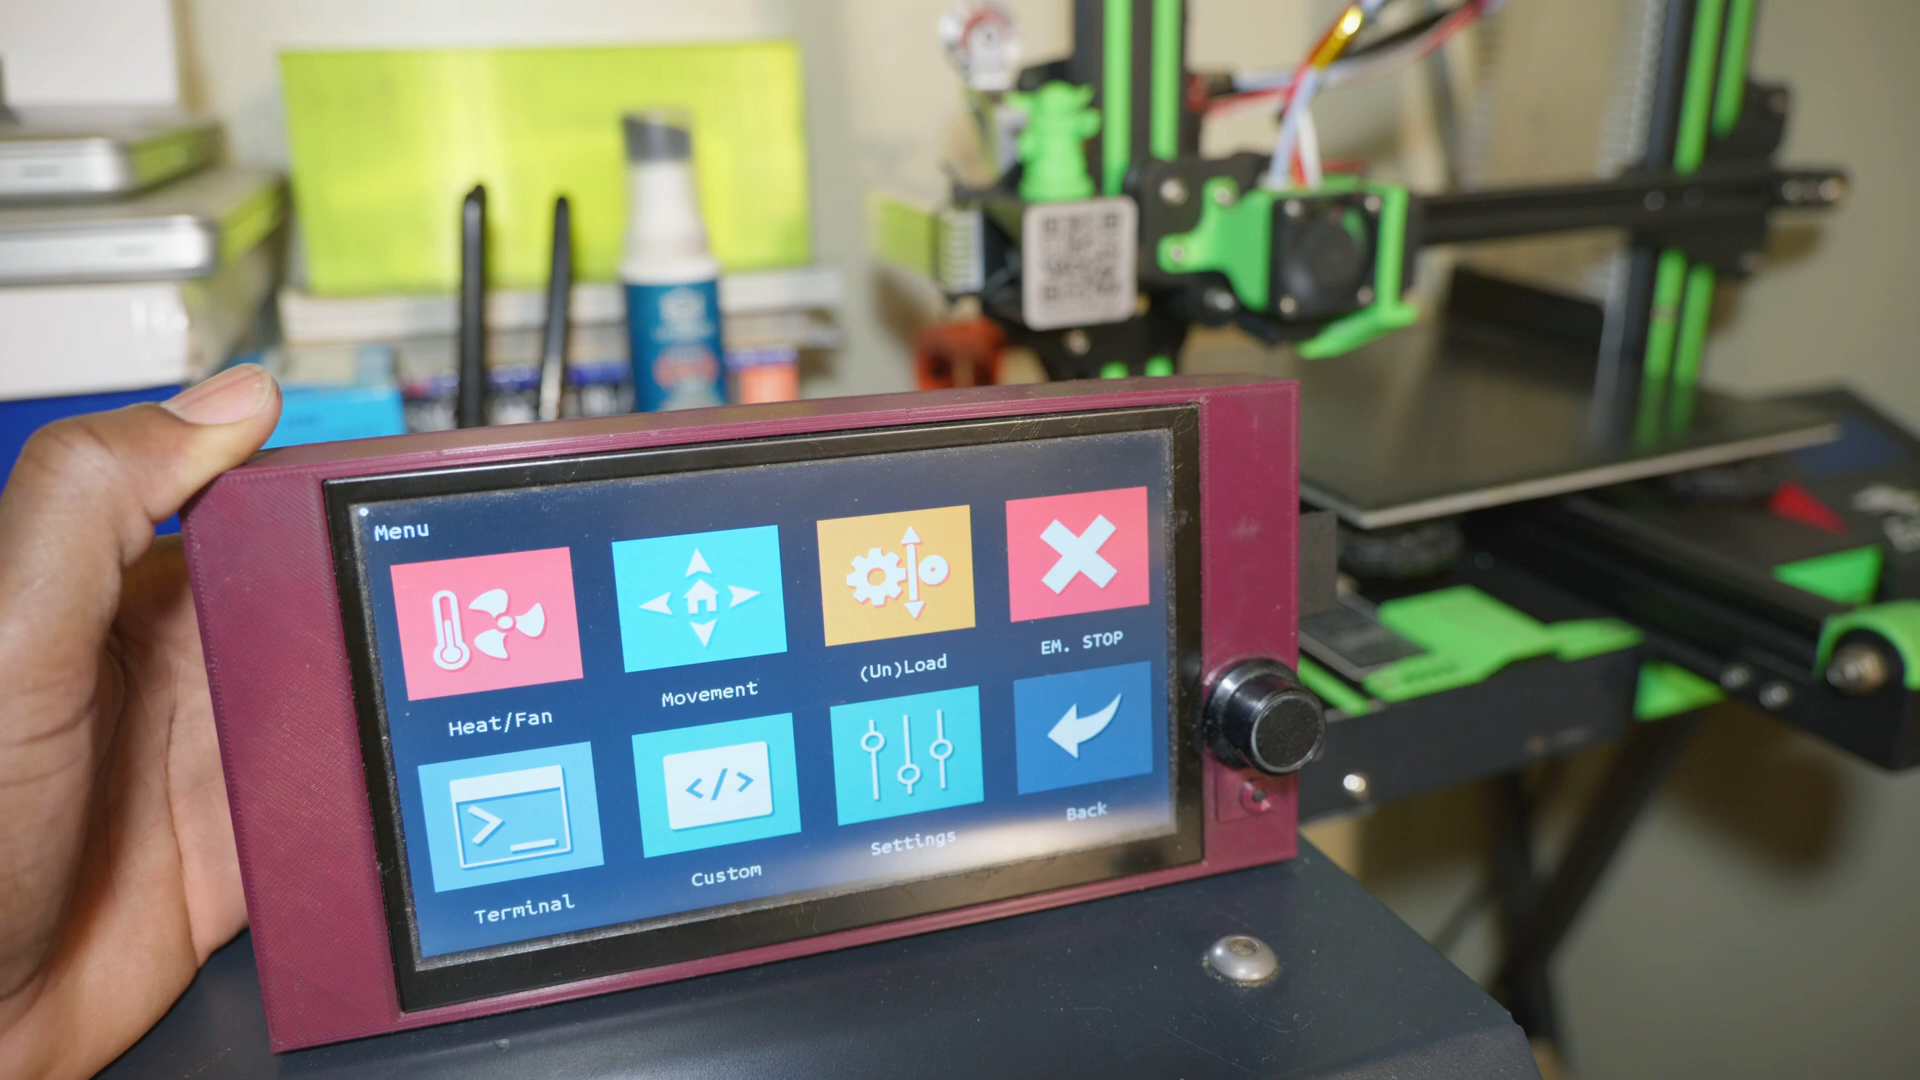 Menu
Heat/Fan
Movement
(Un)Load
EM. STOP
Terminal
Custom
Settings
Back